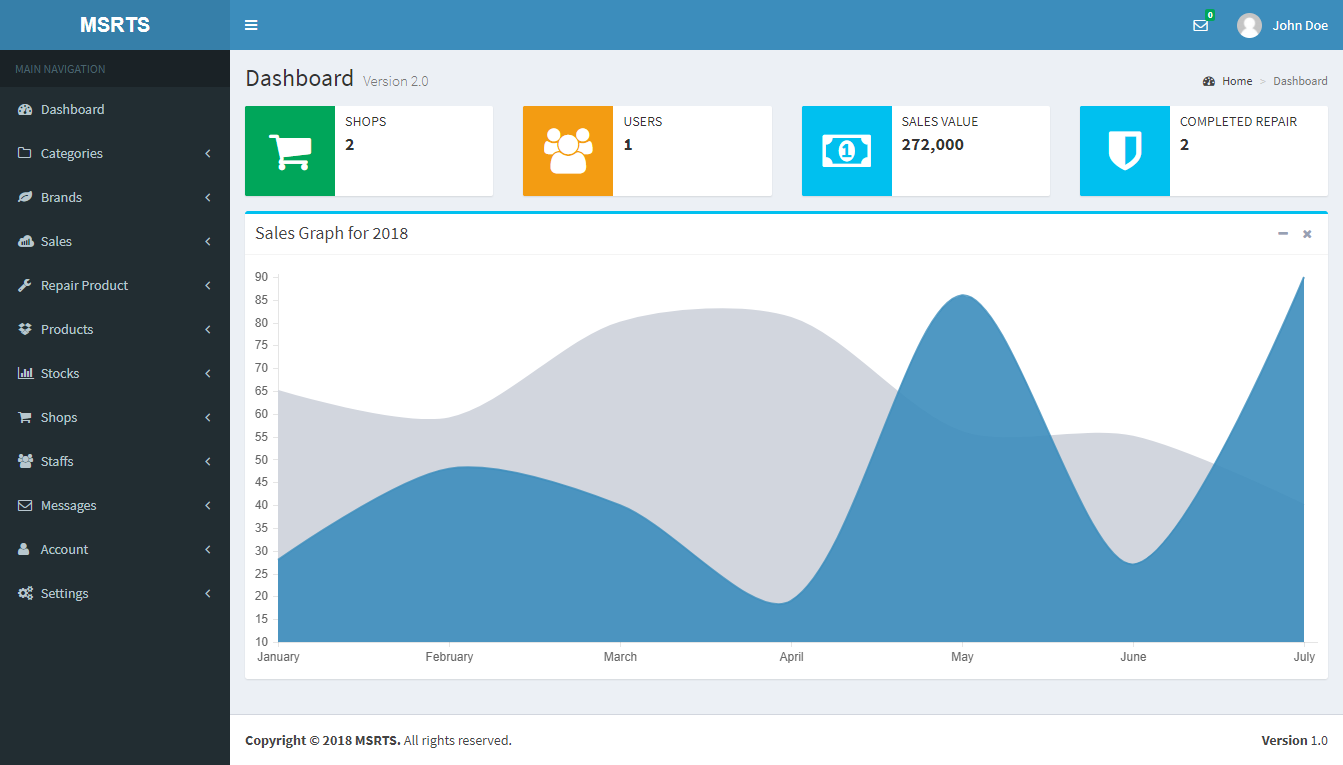 MSRTS
0
John Doe
MAIN NAVIGATION
Dashboard
Categories
Brands
Sales
Repair Product
Products
Stocks
Shops
Staffs
Messages
Account
Settings
Dashboard Version 2.0
Home > Dashboard
SHOPS
2
USERS
1
SALES VALUE
272,000
1
COMPLETED REPAIR
2
Sales Graph for 2018
90
85
80
75
70
65
60
55
50
45
40
35
30
25
20
15
10
January February March April May June July
Copyright © 2018 MSRTS. All rights reserved.
Version 1.0